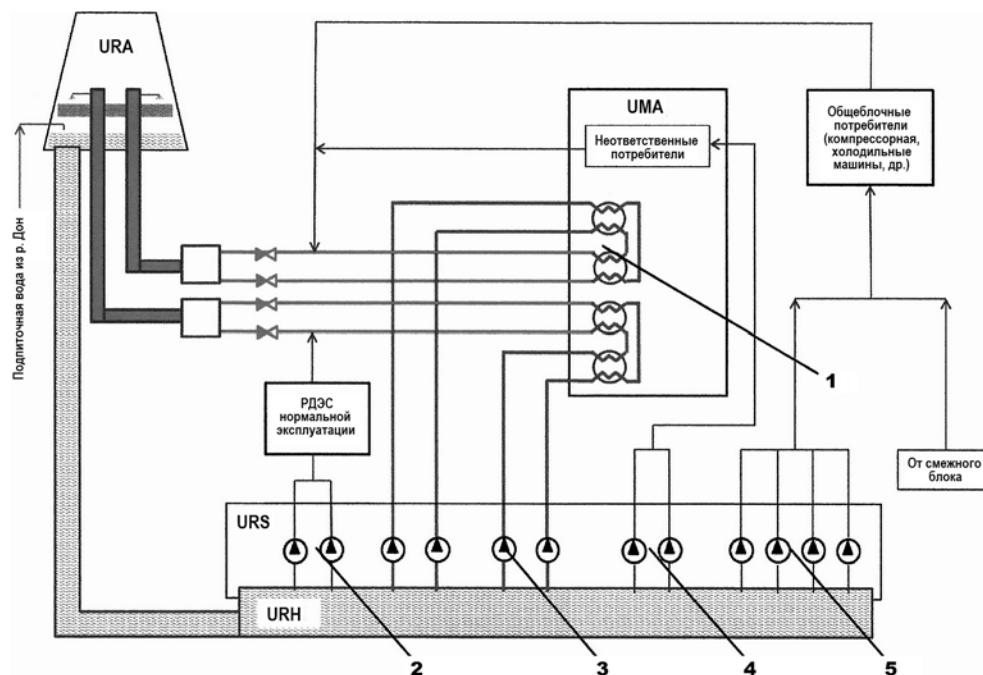 URA
UMA
Неответственные
потребители
Общеблочные
потребители
(компрессорная,
холодильные
машины, др.)
Подпиточная вода из р. Дон
1
РДЭС
нормальной
эксплуатации
От смежного
блока
URS
URH
2
3
4
5